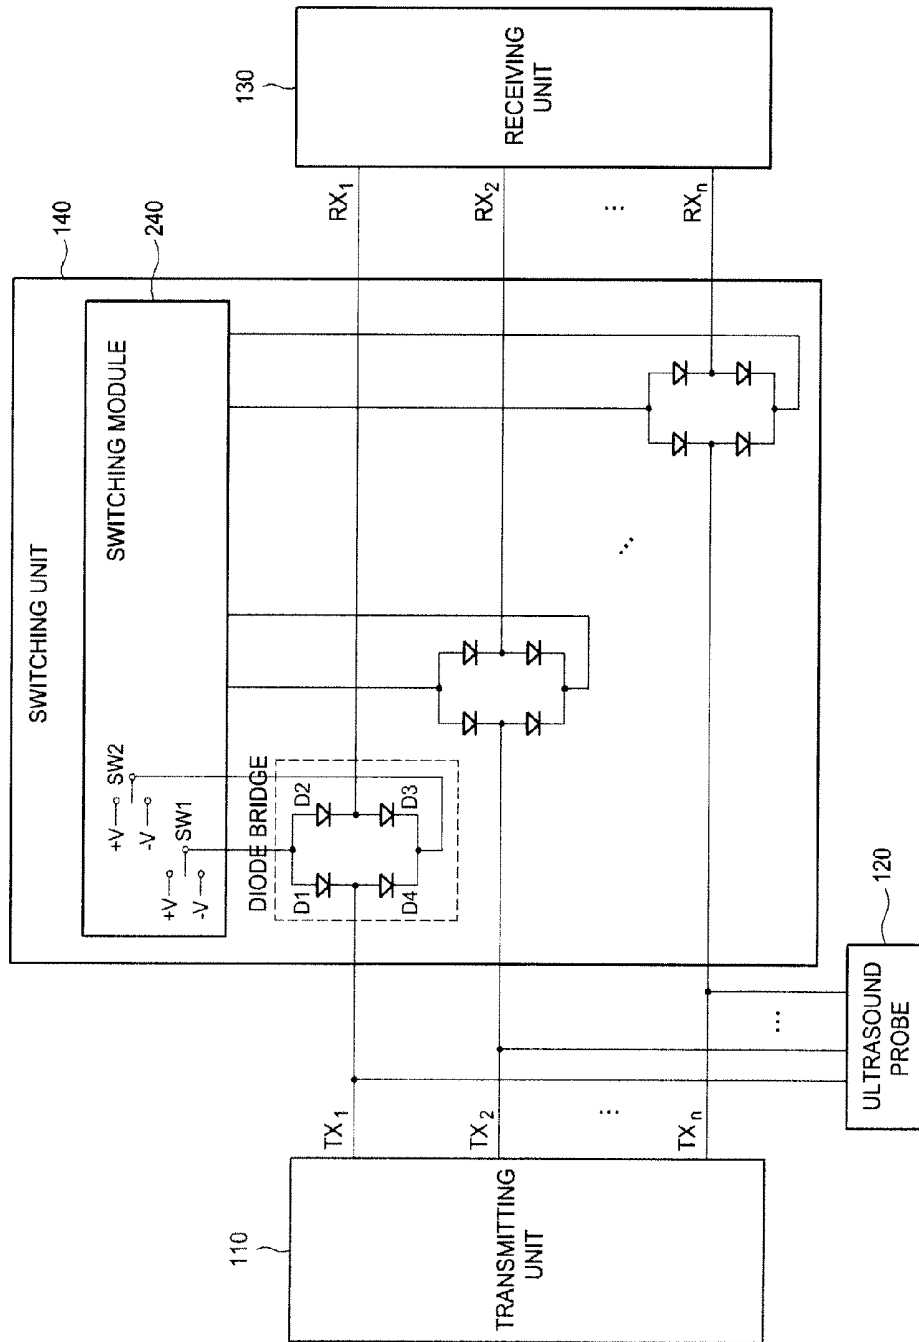 SWITCHING UNIT
140
SWITCHING MODULE
240
+V
-V
SW2
+V
-V
SW1
DIODE BRIDGE
D1
D2
D4
D3
110
TRANSMITTING
UNIT
TX1
TX2
...
TXn
...
120
ULTRASOUND
PROBE
...
RX1
RX2
...
RXn
130
RECEIVING
UNIT